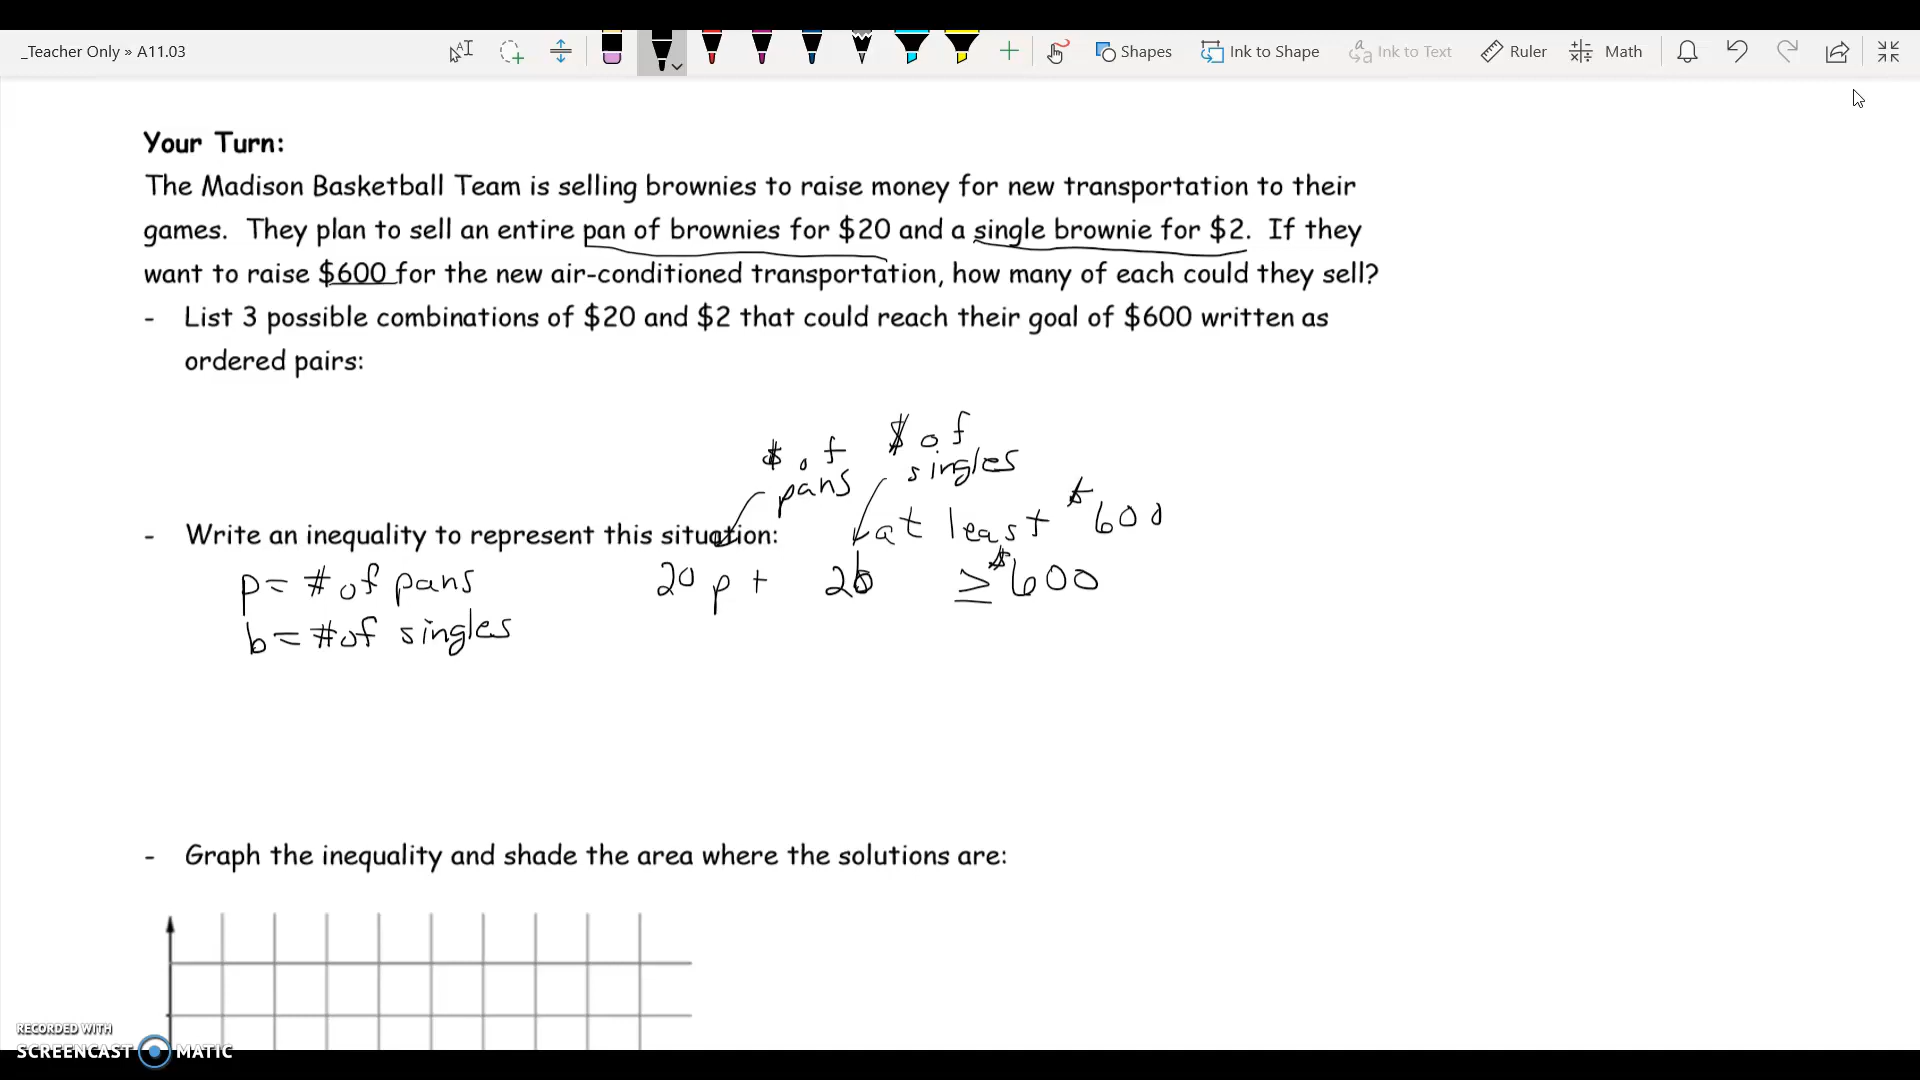 _Teacher Only » A11.03
Shapes
Ink to Shape
Ink to Text
Ruler
Math
Your Turn:
The Madison Basketball Team is selling brownies to raise money for new transportation to their
games. They plan to sell an entire pan of brownies for $20 and a single brownie for $2. If they
want to raise $600 for the new air-conditioned transportation, how many of each could they sell?
- List 3 possible combinations of $20 and $2 that could reach their goal of $600 written as
ordered pairs:
$ of
pans
$ of
singles
- Write an inequality to represent this situation:
at least $600
p = # of pans
20 p + 2b ≥ $600
b = # of singles
- Graph the inequality and shade the area where the solutions are:
RECORDED WITH
SCREENCAST MATIC